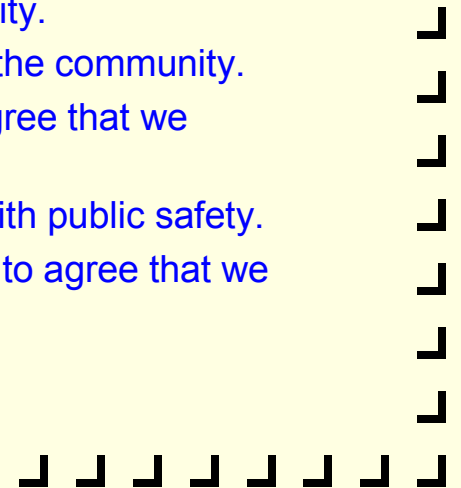 ity.
the community.
gree that we
ith public safety.
to agree that we